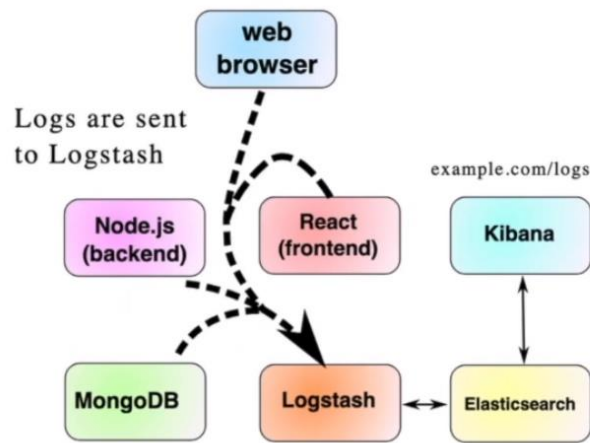 web
browser
Logs are sent
to Logstash
example.com/logs
Node.js
(backend)
React
(frontend)
Kibana
MongoDB
Logstash
Elasticsearch